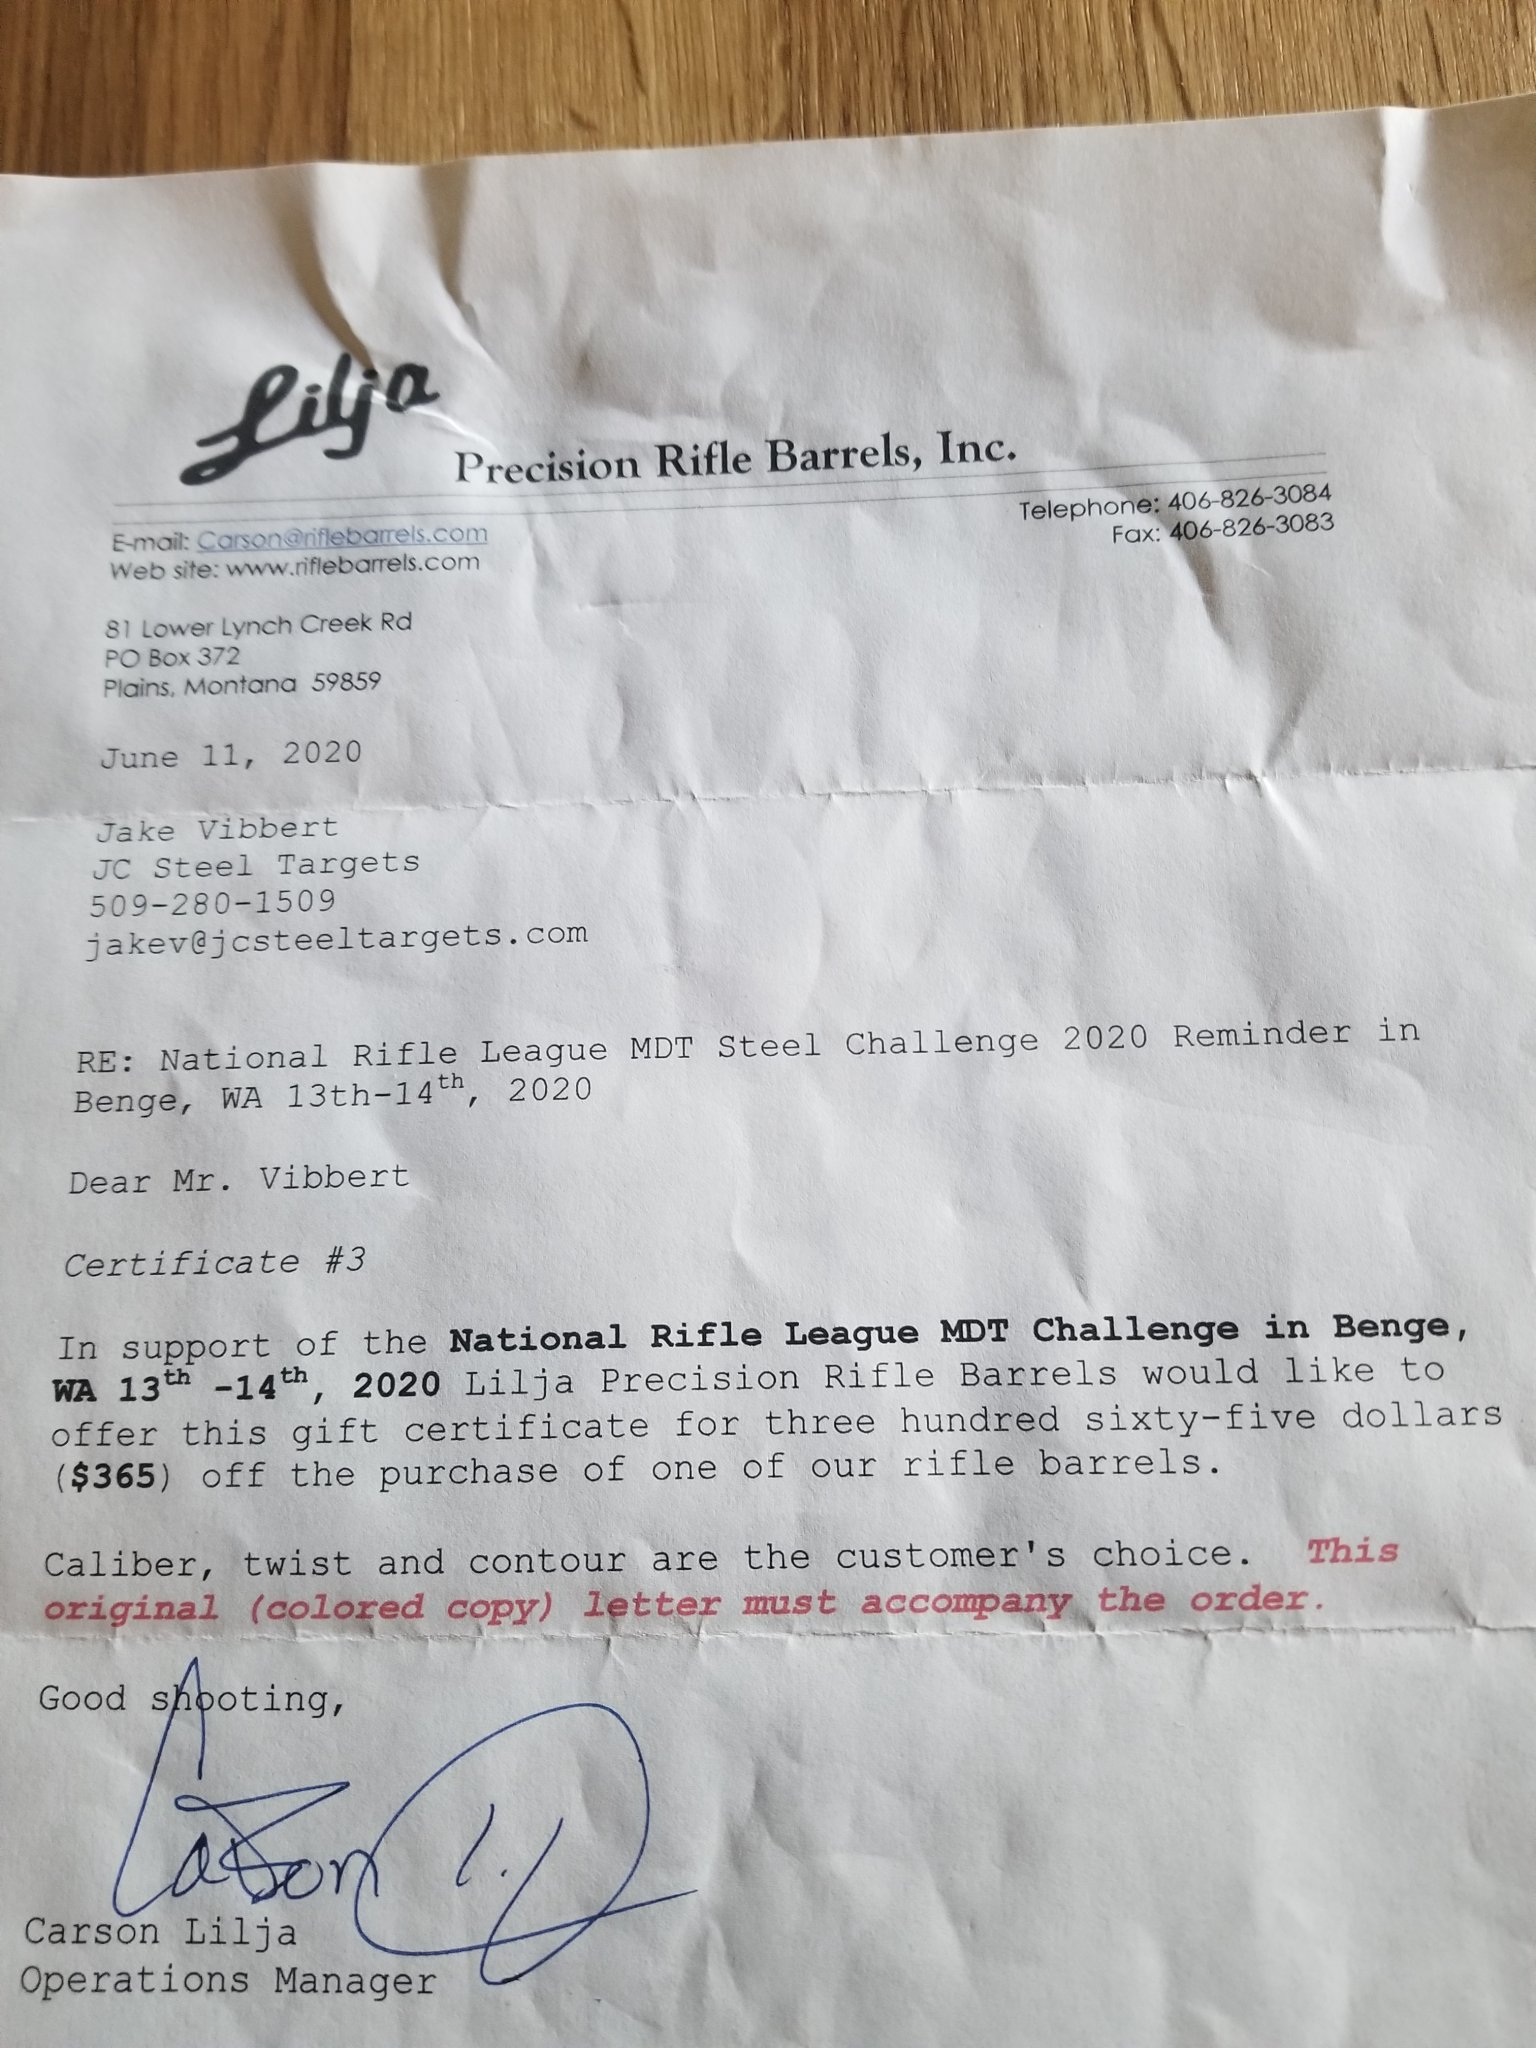 Lilja
Precision Rifle Barrels, Inc.
Telephone: 406-826-3084
Fax: 406-826-3083
E-mail: Carson@riflebarrels.com
Web site: www.riflebarrels.com
81 Lower Lynch Creek Rd
PO Box 372
Plains, Montana 59859
June 11, 2020
Jake Vibbert
JC Steel Targets
509-280-1509
jakev@jcsteeltargets.com
RE: National Rifle League MDT Steel Challenge 2020 Reminder in
Benge, WA 13th-14th, 2020
Dear Mr. Vibbert
Certificate #3
In support of the National Rifle League MDT Challenge in Benge,
WA 13th -14th, 2020 Lilja Precision Rifle Barrels would like to
offer this gift certificate for three hundred sixty-five dollars
($365) off the purchase of one of our rifle barrels.
Caliber, twist and contour are the customer's choice. This
original (colored copy) letter must accompany the order.
Good shooting,
Carson Lilja
Operations Manager